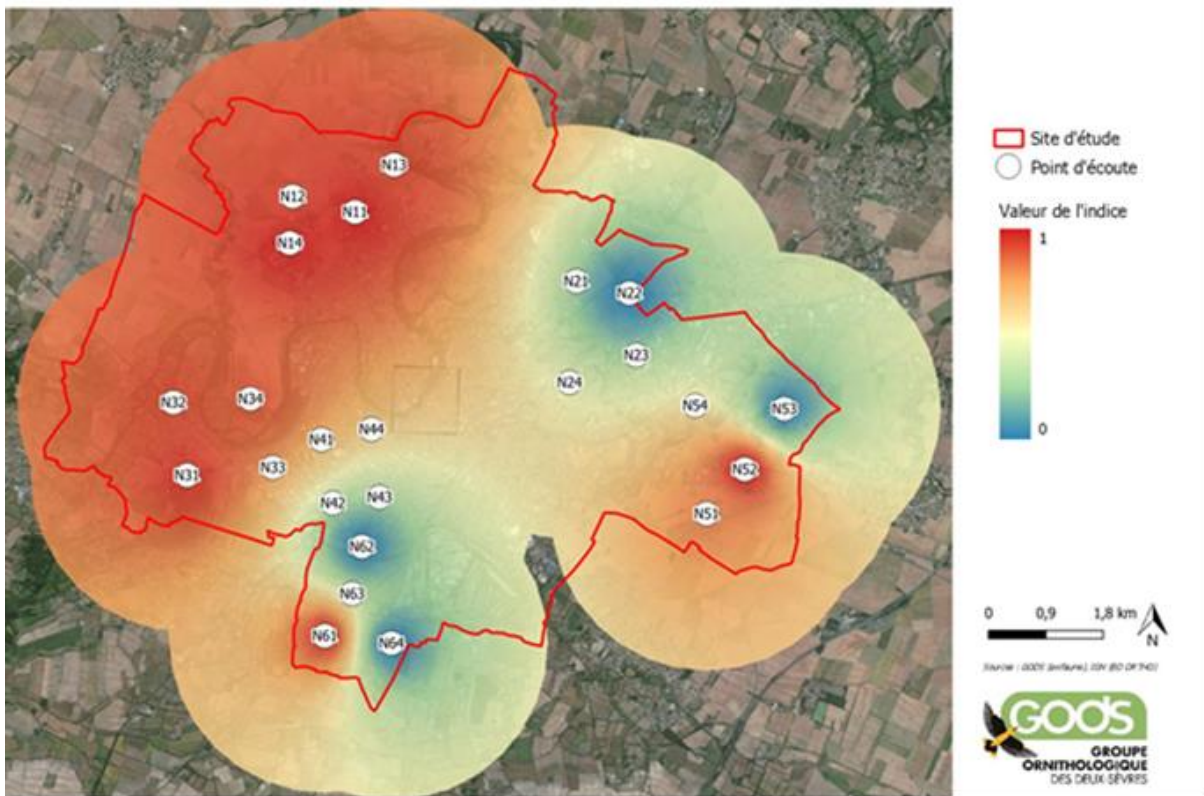 N13
N12
N11
N14
N21
N22
N23
N24
N32
N34
N54
N53
N44
N41
N33
N31
N52
N43
N42
N51
N62
N63
N61
N64
Site d'étude
Point d'écoute
Valeur de l'indice
1
0
0 0,9 1,8 km
N
GODS
GROUPE
ORNITHOLOGIQUE
DES DEUX-SÈVRES